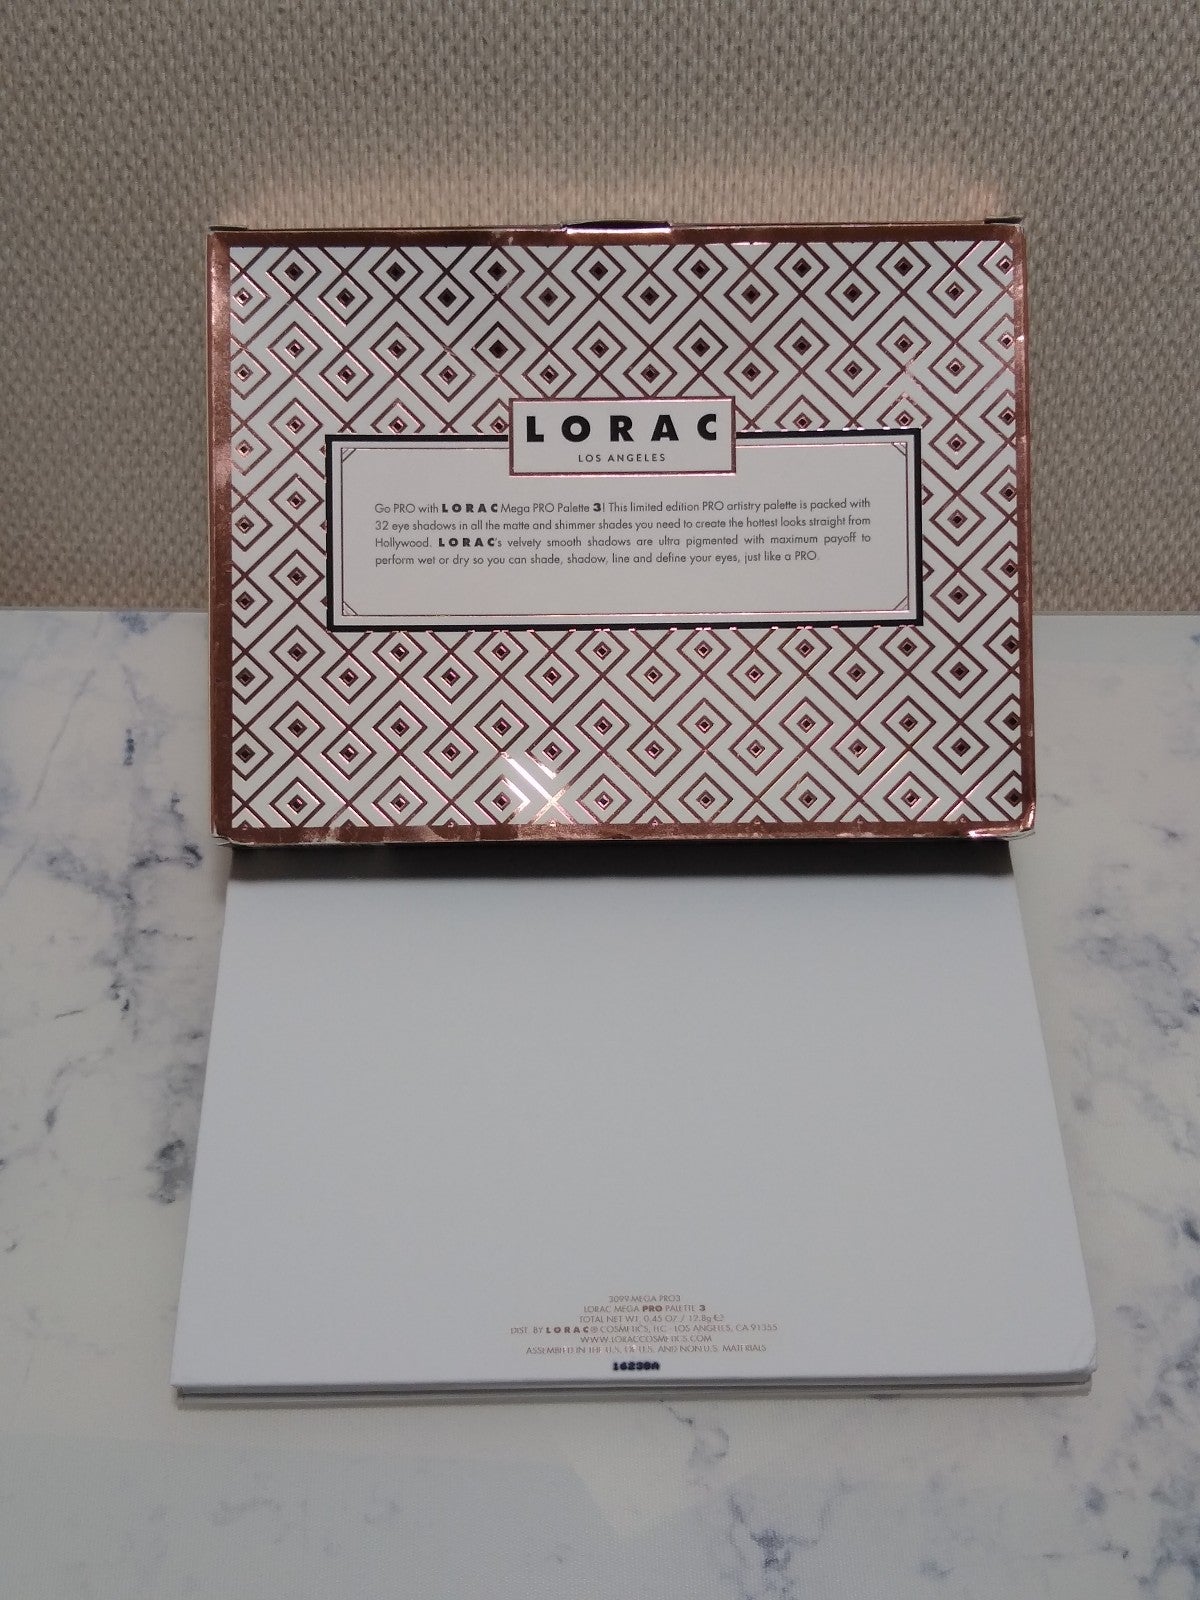 LORAC
LOS ANGELES
Go PRO with LORAC Mega PRO Palette 3! This limited edition PRO artistry palette is packed with
32 eye shadows in all the matte and shimmer shades you need to create the hottest looks straight from
Hollywood. LORAC's velvety smooth shadows are ultra pigmented with maximum payoff to
perform wet or dry so you can shade, shadow, line and define your eyes, just like a PRO.
3099 MEGA PRO3
LORAC MEGA PRO PALETTE 3
TOTAL NET WT. 0.45 OZ / 12.8g ℮
DIST. BY LORAC® COSMETICS, LLC · LOS ANGELES, CA 91355
WWW.LORACCOSMETICS.COM
ASSEMBLED IN THE U.S. OF U.S. AND NON U.S. MATERIALS
16230A